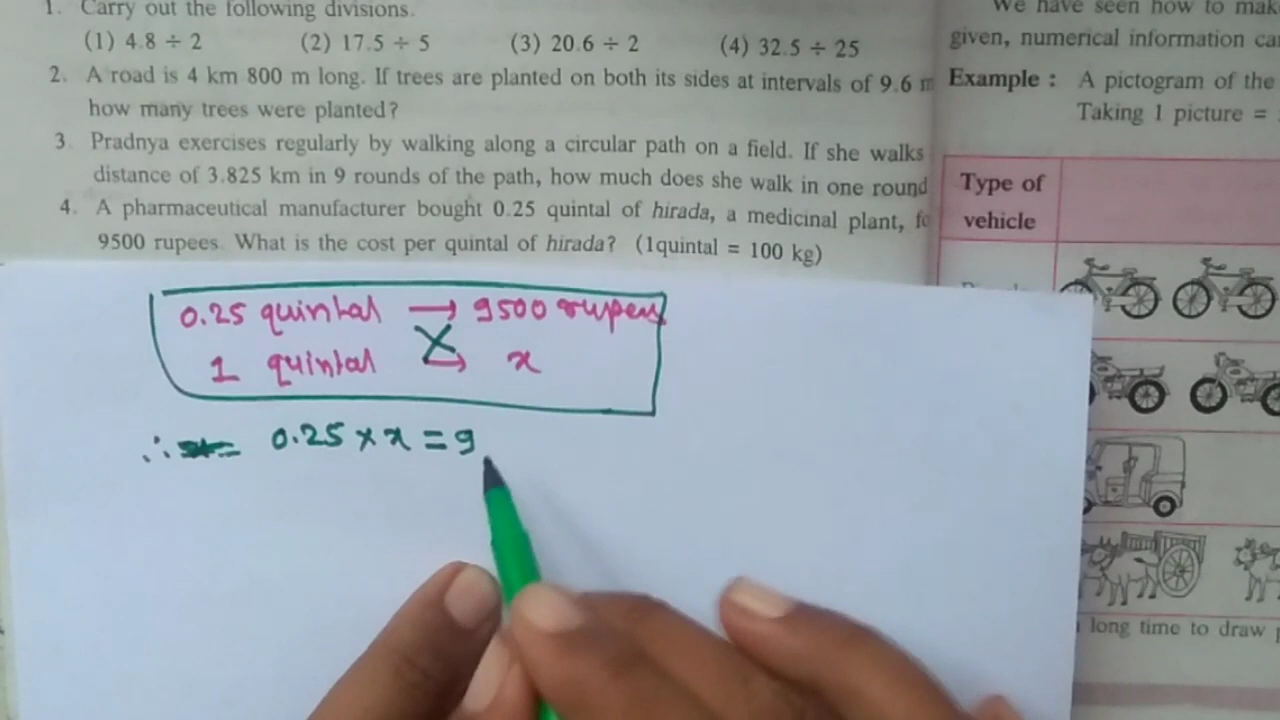 1. Carry out the following divisions.
(1) 4.8 ÷ 2 (2) 17.5 ÷ 5 (3) 20.6 ÷ 2 (4) 32.5 ÷ 25
2. A road is 4 km 800 m long. If trees are planted on both its sides at intervals of 9.6 m
how many trees were planted?
3. Pradnya exercises regularly by walking along a circular path on a field. If she walks
distance of 3.825 km in 9 rounds of the path, how much does she walk in one round
4. A pharmaceutical manufacturer bought 0.25 quintal of hirada, a medicinal plant,
9500 rupees. What is the cost per quintal of hirada? (1quintal = 100 kg)
0.25 quintal → 9500 rupees
1 quintal → x
∴ 0.25 × x = 9
We have seen how to
given, numerical information
Example : A pictogram of the
Taking 1 picture =
Type of
vehicle
long time to draw